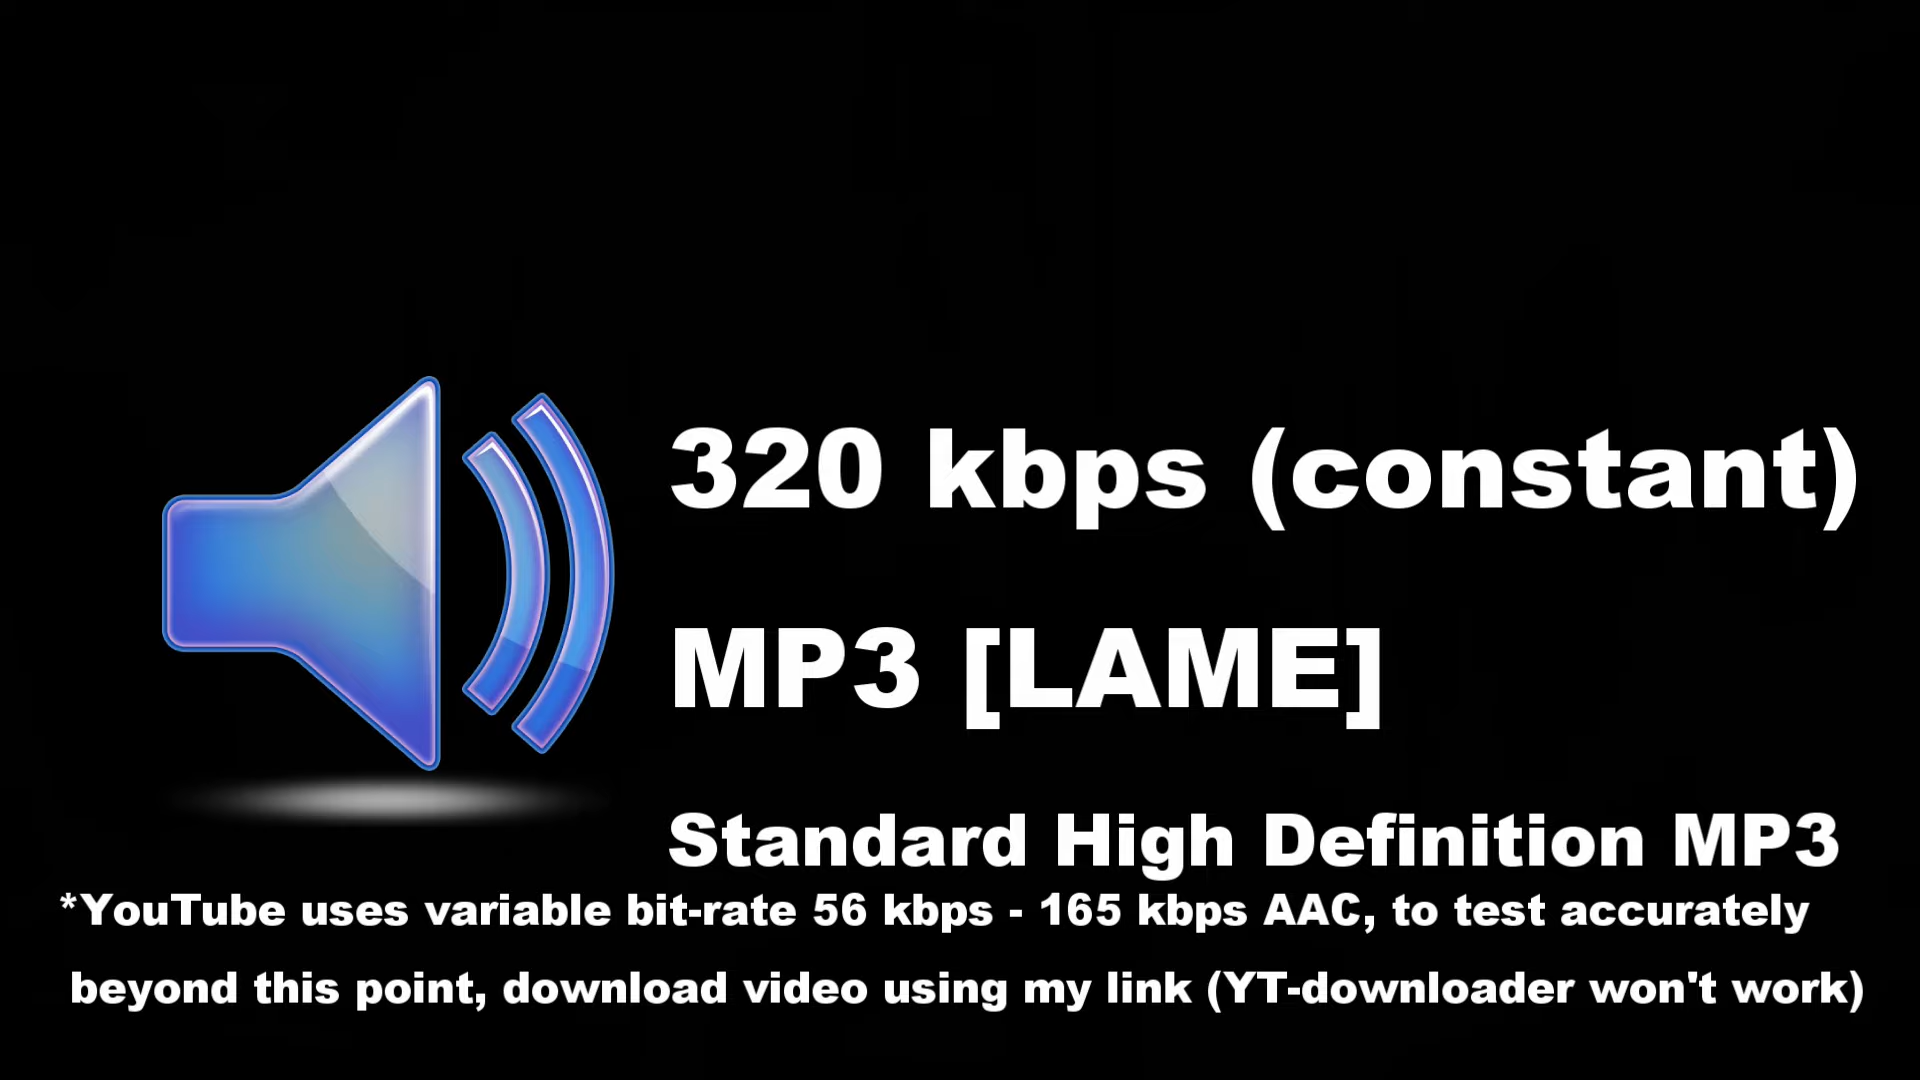 320 kbps (constant)
MP3 [LAME]
Standard High Definition MP3
*YouTube uses variable bit-rate 56 kbps - 165 kbps AAC, to test accurately
beyond this point, download video using my link (YT-downloader won't work)